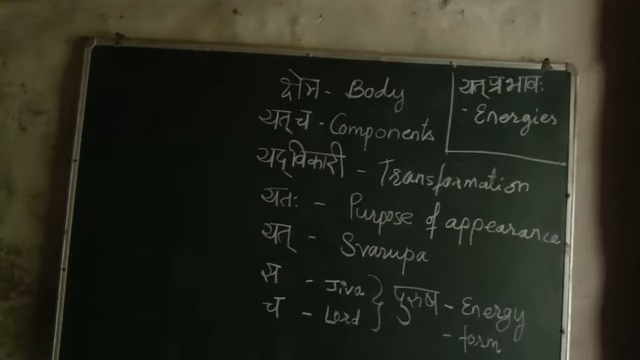 क्षेम - Body
यत् च - Components
यद्विकारी - Transformation
यतः - Purpose of appearance
यत् - Svarupa
स - Jiva } पुरुष - Energy
च - Lord - form
यत्प्रभावः
- Energies